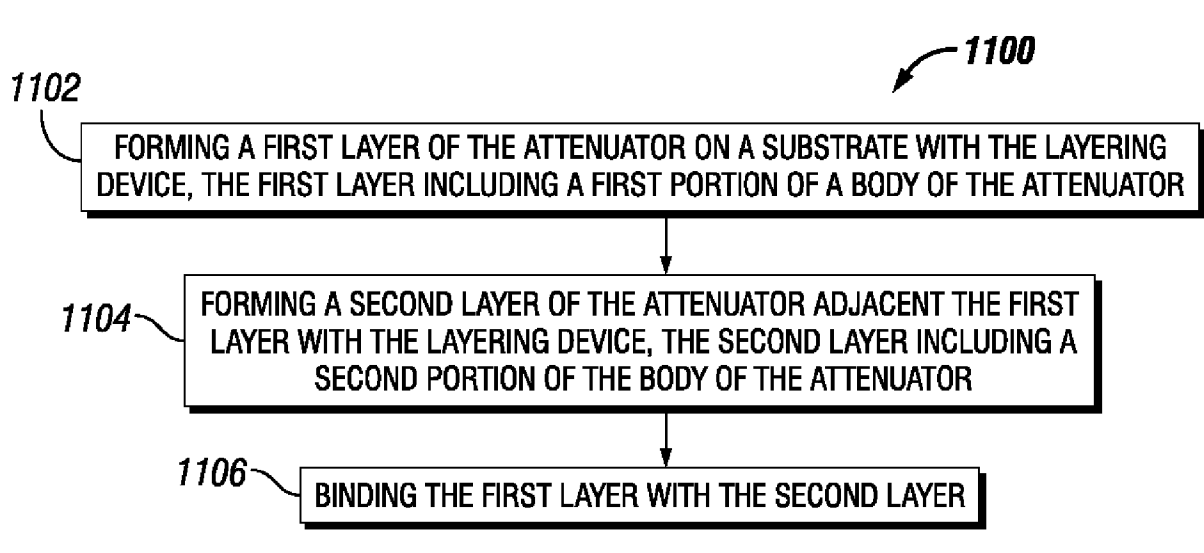 1100
1102
FORMING A FIRST LAYER OF THE ATTENUATOR ON A SUBSTRATE WITH THE LAYERING
DEVICE, THE FIRST LAYER INCLUDING A FIRST PORTION OF A BODY OF THE ATTENUATOR
1104
FORMING A SECOND LAYER OF THE ATTENUATOR ADJACENT THE FIRST
LAYER WITH THE LAYERING DEVICE, THE SECOND LAYER INCLUDING A
SECOND PORTION OF THE BODY OF THE ATTENUATOR
1106
BINDING THE FIRST LAYER WITH THE SECOND LAYER